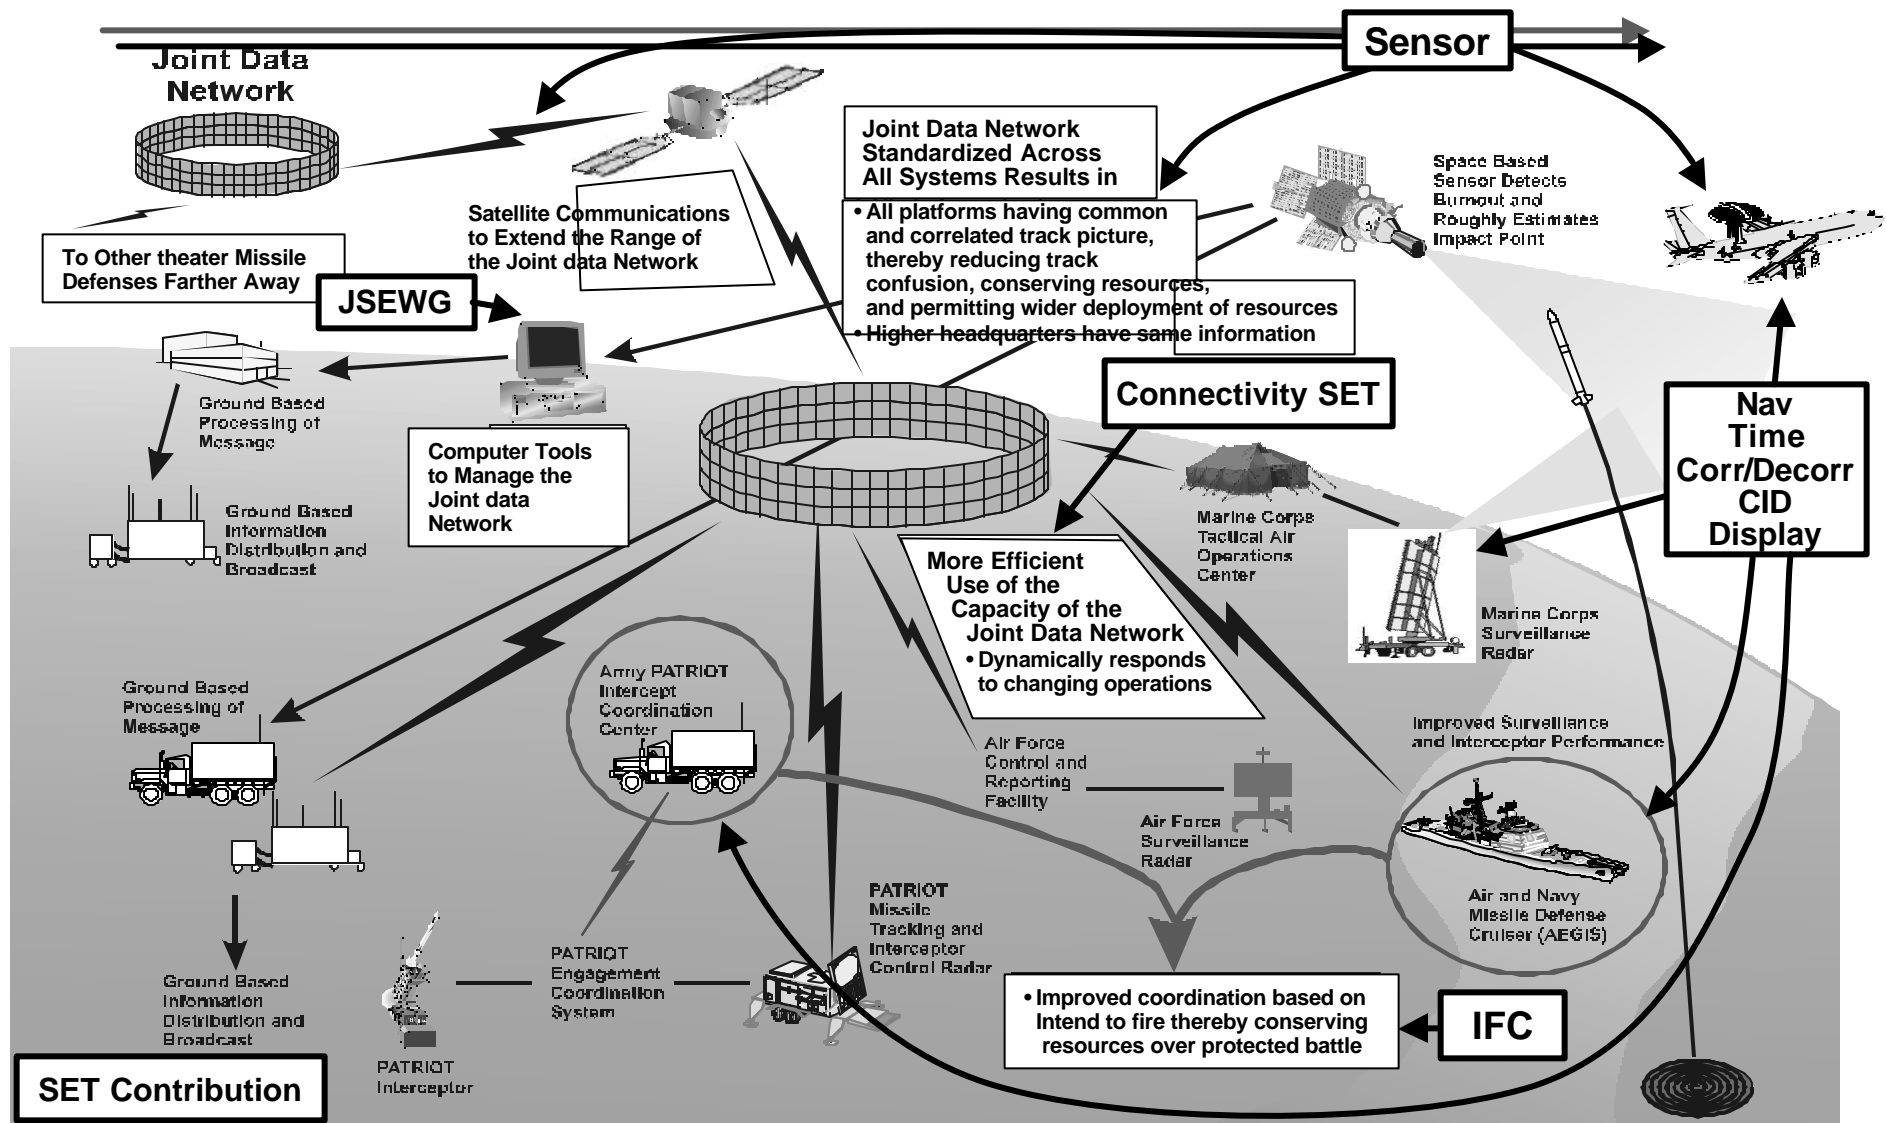 Sensor
Joint Data
Network
Joint Data Network
Standardized Across
All Systems Results in
• All platforms having common
and correlated track picture,
thereby reducing track
confusion, conserving resources,
and permitting wider deployment of resources
• Higher headquarters have same information
Space Based
Sensor Detects
Burnout and
Roughly Estimates
Impact Point
Satellite Communications
to Extend the Range of
the Joint data Network
To Other theater Missile
Defenses Farther Away
JSEWG
Connectivity SET
Nav
Time
Corr/Decorr
CID
Display
Ground Based
Processing of
Message
Computer Tools
to Manage the
Joint data
Network
Ground Based
Information
Distribution and
Broadcast
Marine Corps
Tactical Air
Operations
Center
More Efficient
Use of the
Capacity of the
Joint Data Network
• Dynamically responds
to changing operations
Marine Corps
Surveillance
Radar
Ground Based
Processing of
Message
Army PATRIOT
Intercept
Coordination
Center
Improved Surveillance
and Interceptor Performance
Air Force
Control and
Reporting
Facility
Air Force
Surveillance
Radar
PATRIOT
Missile
Tracking and
Interceptor
Control Radar
Air and Navy
Missile Defense
Cruiser (AEGIS)
PATRIOT
Engagement
Coordination
System
Ground Based
Information
Distribution and
Broadcast
• Improved coordination based on
Intend to fire thereby conserving
resources over protected battle
IFC
PATRIOT
Interceptor
SET Contribution